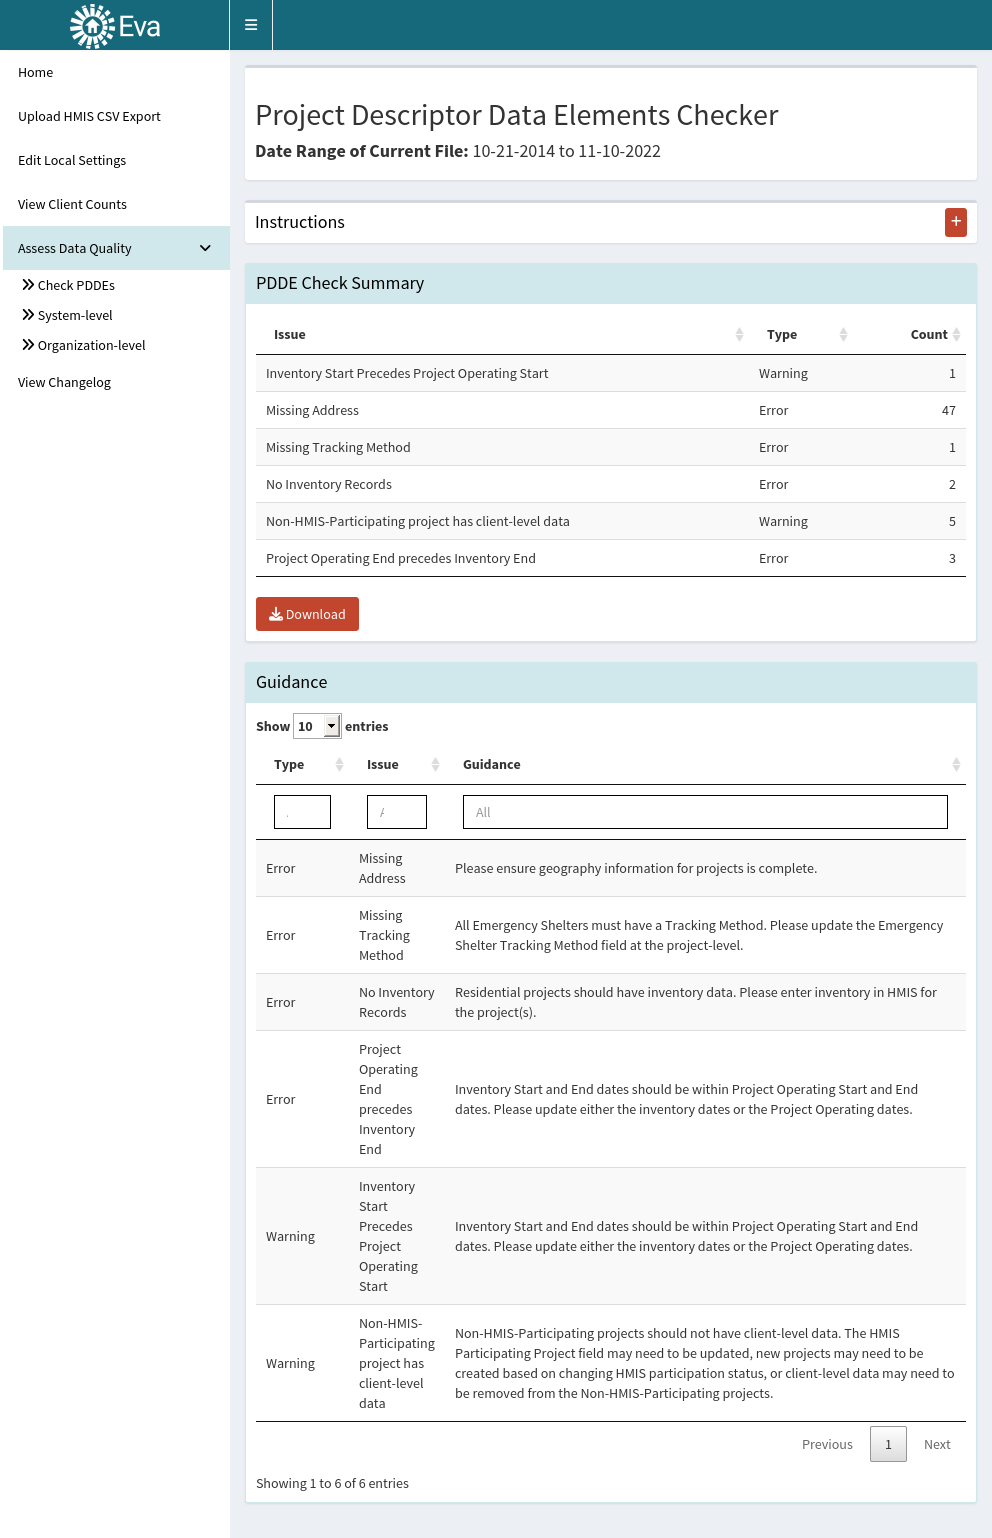 Eva
Home
Upload HMIS CSV Export
Edit Local Settings
View Client Counts
Assess Data Quality
Check PDDEs
System-level
Organization-level
View Changelog
Project Descriptor Data Elements Checker
Date Range of Current File: 10-21-2014 to 11-10-2022
Instructions
+
PDDE Check Summary
Issue Type Count
Inventory Start Precedes Project Operating Start Warning 1
Missing Address Error 47
Missing Tracking Method Error 1
No Inventory Records Error 2
Non-HMIS-Participating project has client-level data Warning 5
Project Operating End precedes Inventory End Error 3
Download
Guidance
Show 10 entries
Type Issue Guidance
All
Error
Missing
Address
Please ensure geography information for projects is complete.
Error
Missing
Tracking
Method
All Emergency Shelters must have a Tracking Method. Please update the Emergency
Shelter Tracking Method field at the project-level.
Error
No Inventory
Records
Residential projects should have inventory data. Please enter inventory in HMIS for
the project(s).
Error
Project
Operating
End
precedes
Inventory
End
Inventory Start and End dates should be within Project Operating Start and End
dates. Please update either the inventory dates or the Project Operating dates.
Warning
Inventory
Start
Precedes
Project
Operating
Start
Inventory Start and End dates should be within Project Operating Start and End
dates. Please update either the inventory dates or the Project Operating dates.
Warning
Non-HMIS-
Participating
project has
client-level
data
Non-HMIS-Participating projects should not have client-level data. The HMIS
Participating Project field may need to be updated, new projects may need to be
created based on changing HMIS participation status, or client-level data may need to
be removed from the Non-HMIS-Participating projects.
Previous 1 Next
Showing 1 to 6 of 6 entries